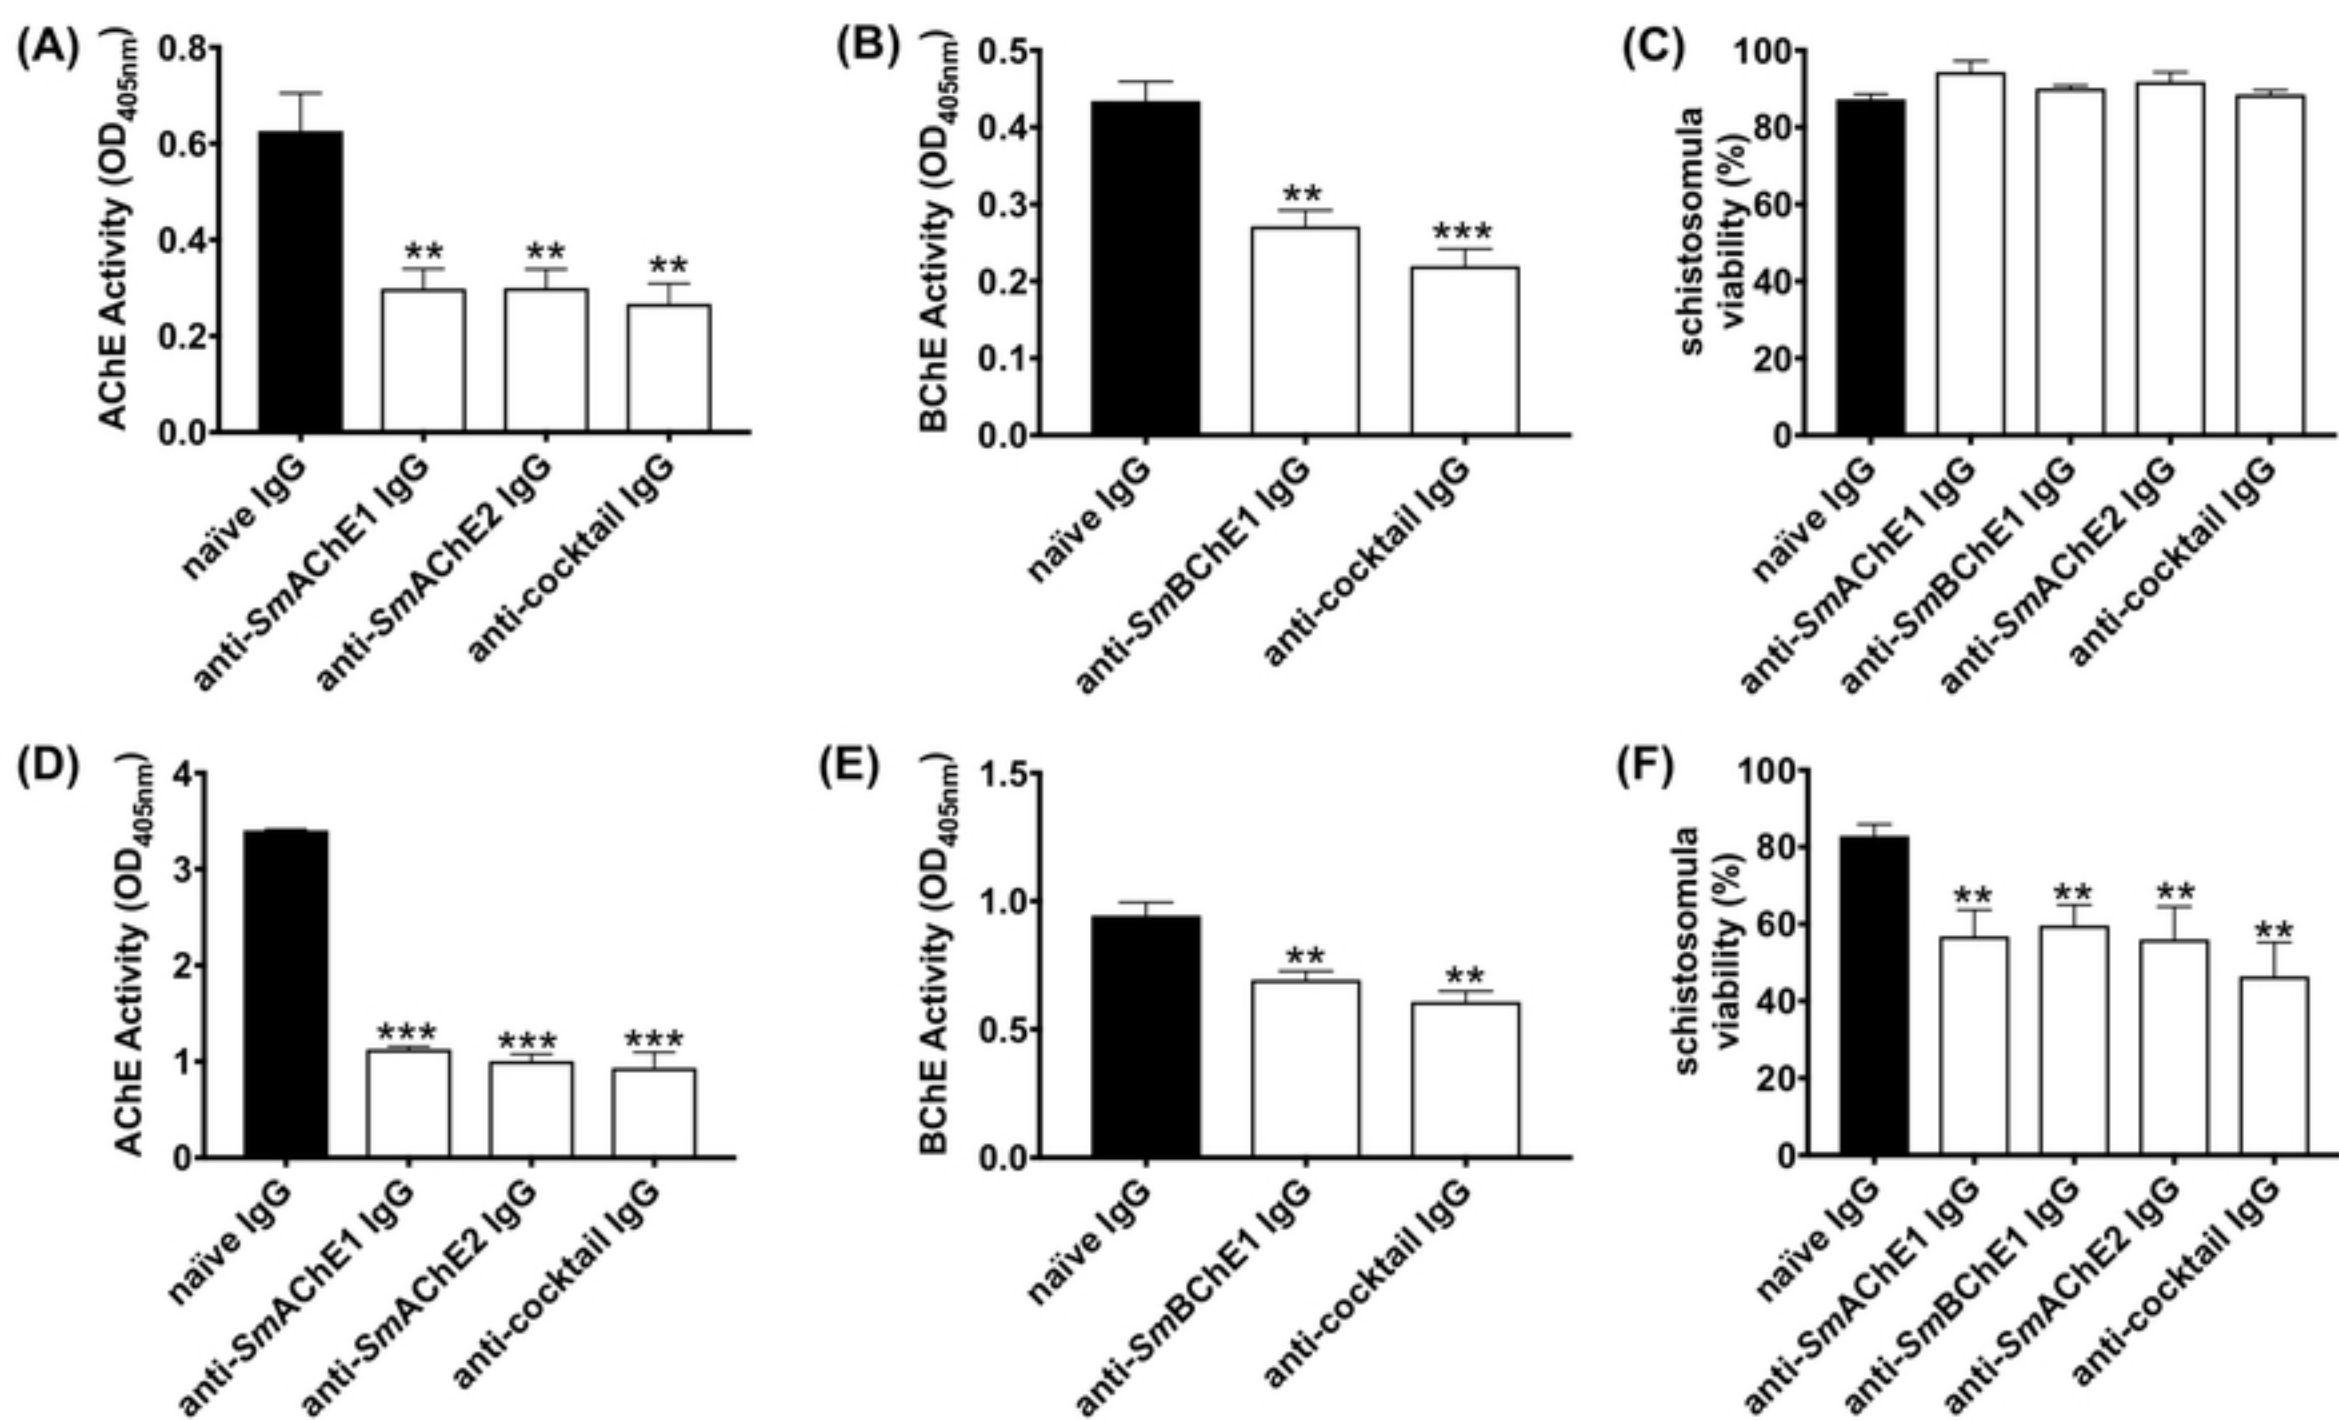 (A)
AChE Activity (OD405nm)
0.8
0.6
0.4
0.2
0.0
**
**
**
naïve IgG
anti-SmAChE1 IgG
anti-SmAChE2 IgG
anti-cocktail IgG
(B)
BChE Activity (OD405nm)
0.5
0.4
0.3
0.2
0.1
0.0
**
***
naïve IgG
anti-SmBChE1 IgG
anti-cocktail IgG
(C)
schistosomula
viability (%)
100
80
60
40
20
0
naïve IgG
anti-SmAChE1 IgG
anti-SmBChE1 IgG
anti-SmAChE2 IgG
anti-cocktail IgG
(D)
AChE Activity (OD405nm)
4
3
2
1
0
***
***
***
naïve IgG
anti-SmAChE1 IgG
anti-SmAChE2 IgG
anti-cocktail IgG
(E)
BChE Activity (OD405nm)
1.5
1.0
0.5
0.0
**
**
naïve IgG
anti-SmBChE1 IgG
anti-cocktail IgG
(F)
schistosomula
viability (%)
100
80
60
40
20
0
**
**
**
**
naïve IgG
anti-SmAChE1 IgG
anti-SmBChE1 IgG
anti-SmAChE2 IgG
anti-cocktail IgG